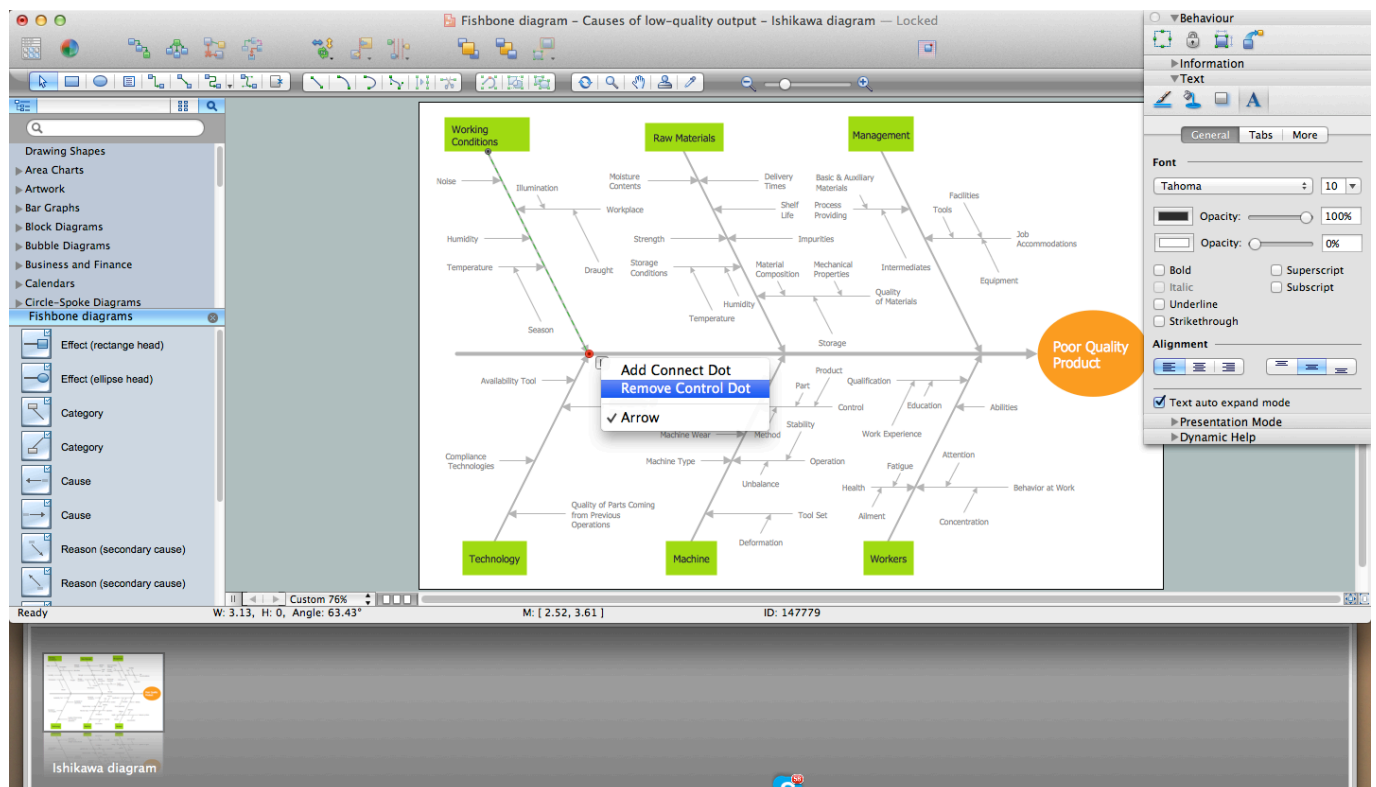 Fishbone diagram – Causes of low-quality output – Ishikawa diagram — Locked
Behaviour
Information
Text
General
Tabs
More
Font
Tahoma
10
Opacity:
100%
Opacity:
0%
Bold
Superscript
Italic
Subscript
Underline
Strikethrough
Alignment
Text auto expand mode
Presentation Mode
Dynamic Help
Drawing Shapes
Area Charts
Artwork
Bar Graphs
Block Diagrams
Bubble Diagrams
Business and Finance
Calendars
Circle-Spoke Diagrams
Fishbone diagrams
Effect (rectange head)
Effect (ellipse head)
Category
Category
Cause
Cause
Reason (secondary cause)
Reason (secondary cause)
Working
Conditions
Raw Materials
Management
Noise
Illumination
Workplace
Humidity
Temperature
Draught
Season
Moisture
Contents
Delivery
Times
Shelf
Life
Strength
Impurities
Storage
Conditions
Material
Composition
Mechanical
Properties
Humidity
Temperature
Quality
of Materials
Storage
Basic & Auxiliary
Materials
Process
Providing
Intermediates
Facilities
Tools
Job
Accommodations
Equipment
Poor Quality
Product
Add Connect Dot
Remove Control Dot
✓ Arrow
Availability Tool
Compliance
Technologies
Quality of Parts Coming
from Previous
Operations
Product
Part
Control
Stability
Machine Wear
Method
Machine Type
Operation
Unbalance
Tool Set
Deformation
Qualification
Education
Abilities
Work Experience
Attention
Fatigue
Health
Behavior at Work
Ailment
Concentration
Technology
Machine
Workers
Custom 76%
Ready
W: 3.13, H: 0, Angle: 63.43°
M: [ 2.52, 3.61 ]
ID: 147779
Ishikawa diagram